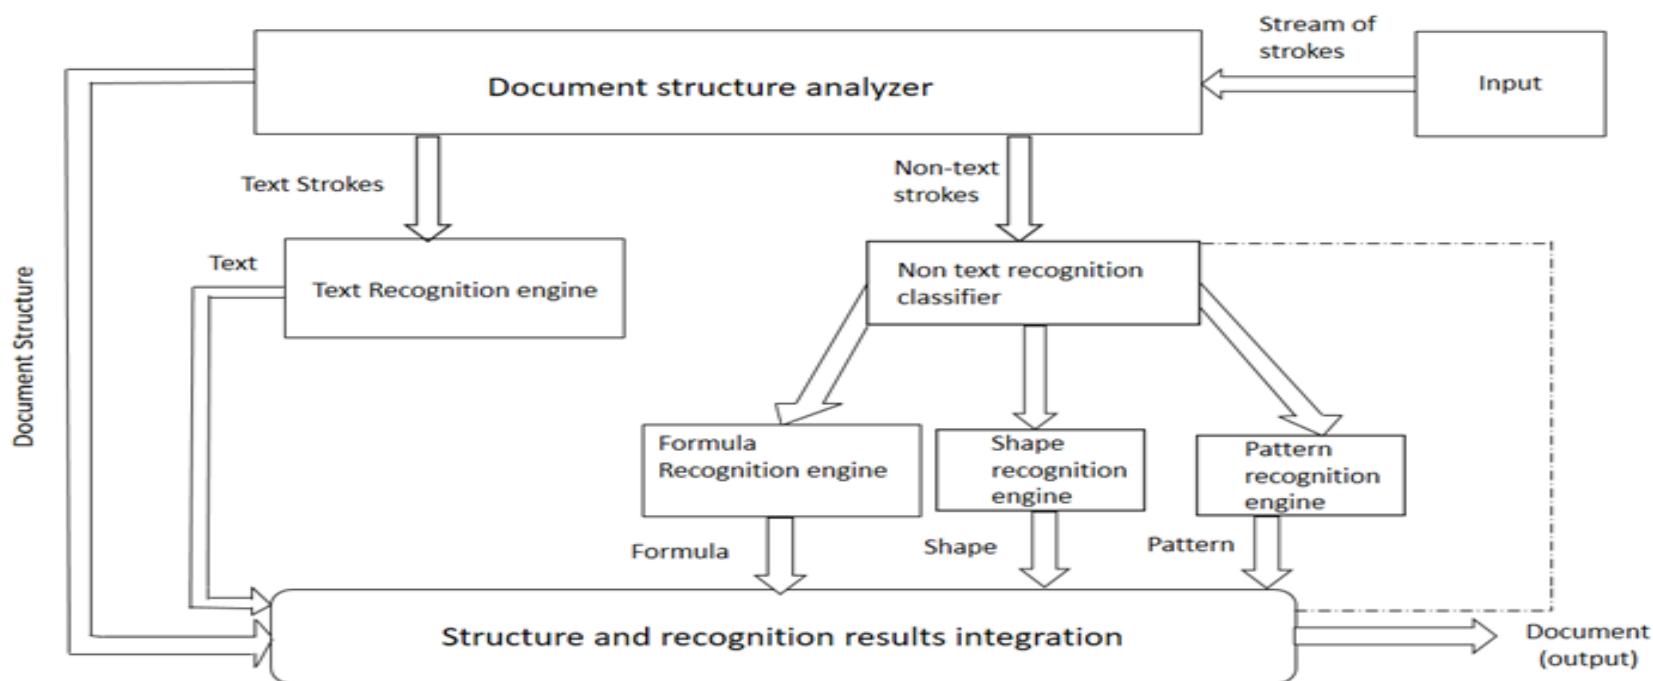 Stream of
strokes
Input
Document structure analyzer
Text Strokes
Non-text
strokes
Text
Text Recognition engine
Non text recognition
classifier
Document Structure
Formula
Recognition engine
Shape
recognition
engine
Pattern
recognition
engine
Formula
Shape
Pattern
Structure and recognition results integration
Document
(output)